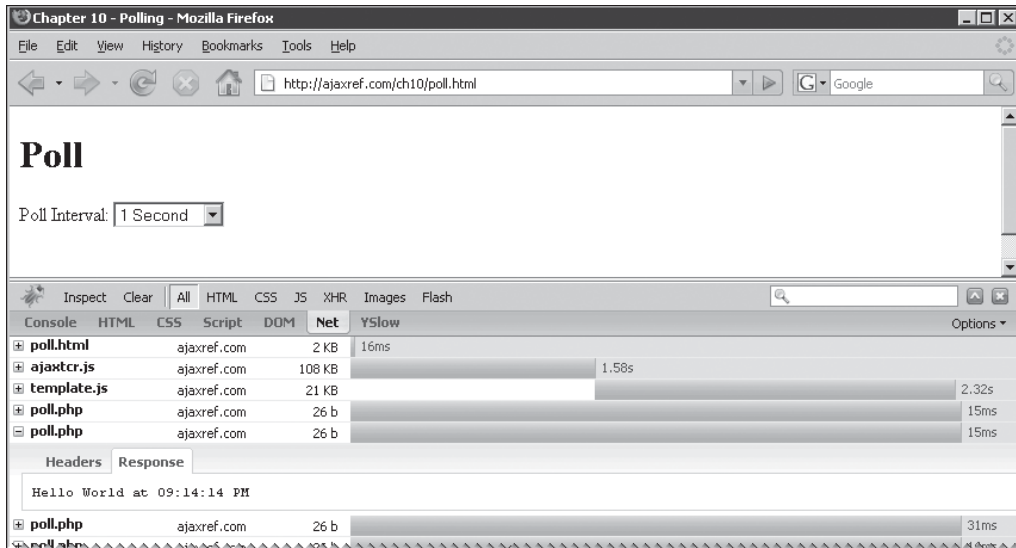 Chapter 10 - Polling - Mozilla Firefox
File Edit View History Bookmarks Tools Help
http://ajaxref.com/ch10/poll.html G Google
Poll
Poll Interval: 1 Second
Inspect Clear All HTML CSS JS XHR Images Flash
Console HTML CSS Script DOM Net YSlow Options
poll.html ajaxref.com 2 KB 16ms
ajaxtcr.js ajaxref.com 108 KB 1.58s
template.js ajaxref.com 21 KB 2.32s
poll.php ajaxref.com 26 b 15ms
poll.php ajaxref.com 26 b 15ms
Headers Response
Hello World at 09:14:14 PM
poll.php ajaxref.com 26 b 31ms